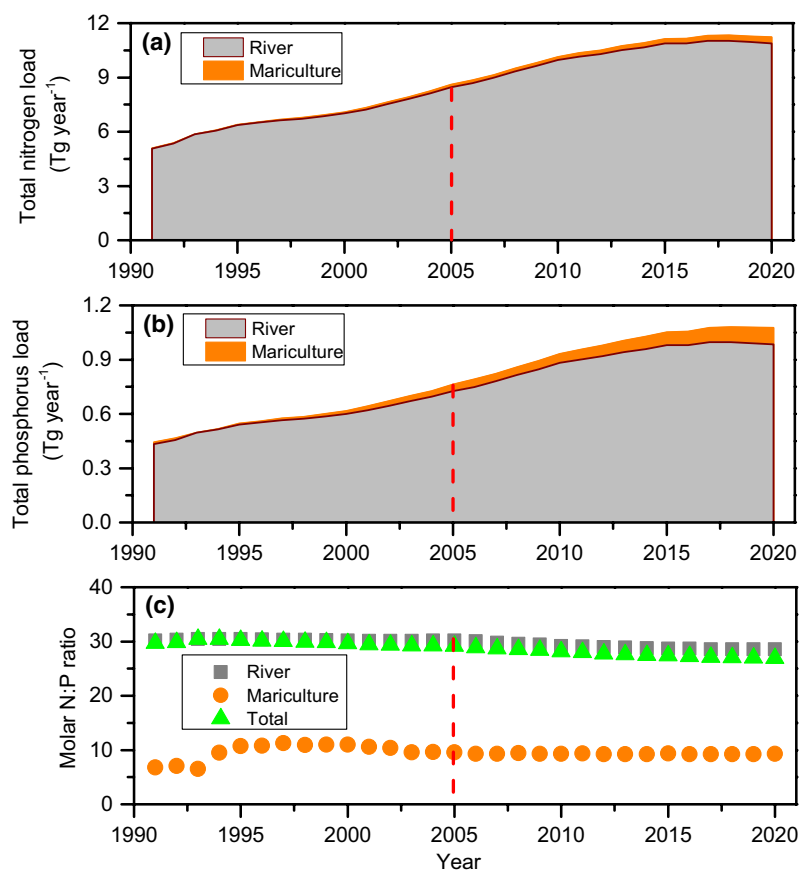 (a)
River
Mariculture
Total nitrogen load
(Tg year-1)
12
9
6
3
0
1990 1995 2000 2005 2010 2015 2020
(b)
River
Mariculture
Total phosphorus load
(Tg year-1)
1.2
0.9
0.6
0.3
0.0
1990 1995 2000 2005 2010 2015 2020
(c)
River
Mariculture
Total
Molar N:P ratio
40
30
20
10
0
1990 1995 2000 2005 2010 2015 2020
Year